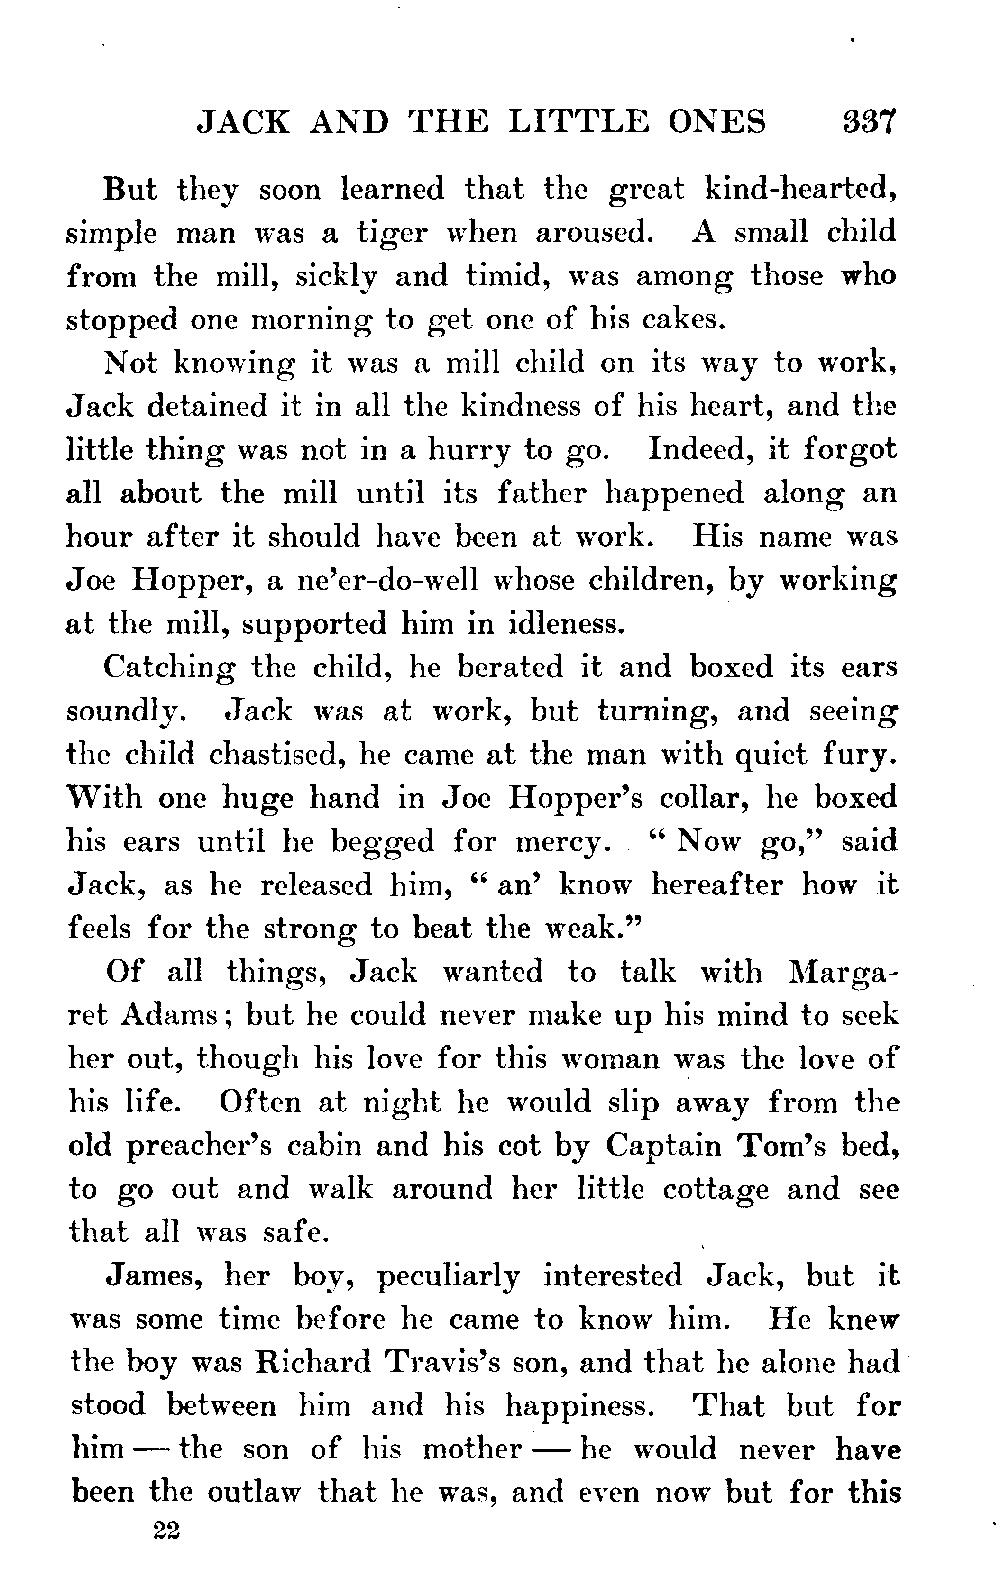 JACK AND THE LITTLE ONES 337
But they soon learned that the great kind-hearted,
simple man was a tiger when aroused. A small child
from the mill, sickly and timid, was among those who
stopped one morning to get one of his cakes.
Not knowing it was a mill child on its way to work,
Jack detained it in all the kindness of his heart, and the
little thing was not in a hurry to go. Indeed, it forgot
all about the mill until its father happened along an
hour after it should have been at work. His name was
Joe Hopper, a ne'er-do-well whose children, by working
at the mill, supported him in idleness.
Catching the child, he berated it and boxed its ears
soundly. Jack was at work, but turning, and seeing
the child chastised, he came at the man with quiet fury.
With one huge hand in Joe Hopper's collar, he boxed
his ears until he begged for mercy. “ Now go,” said
Jack, as he released him, “ an’ know hereafter how it
feels for the strong to beat the weak.”
Of all things, Jack wanted to talk with Marga-
ret Adams; but he could never make up his mind to seek
her out, though his love for this woman was the love of
his life. Often at night he would slip away from the
old preacher's cabin and his cot by Captain Tom's bed,
to go out and walk around her little cottage and see
that all was safe.
James, her boy, peculiarly interested Jack, but it
was some time before he came to know him. He knew
the boy was Richard Travis's son, and that he alone had
stood between him and his happiness. That but for
him — the son of his mother — he would never have
been the outlaw that he was, and even now but for this
22